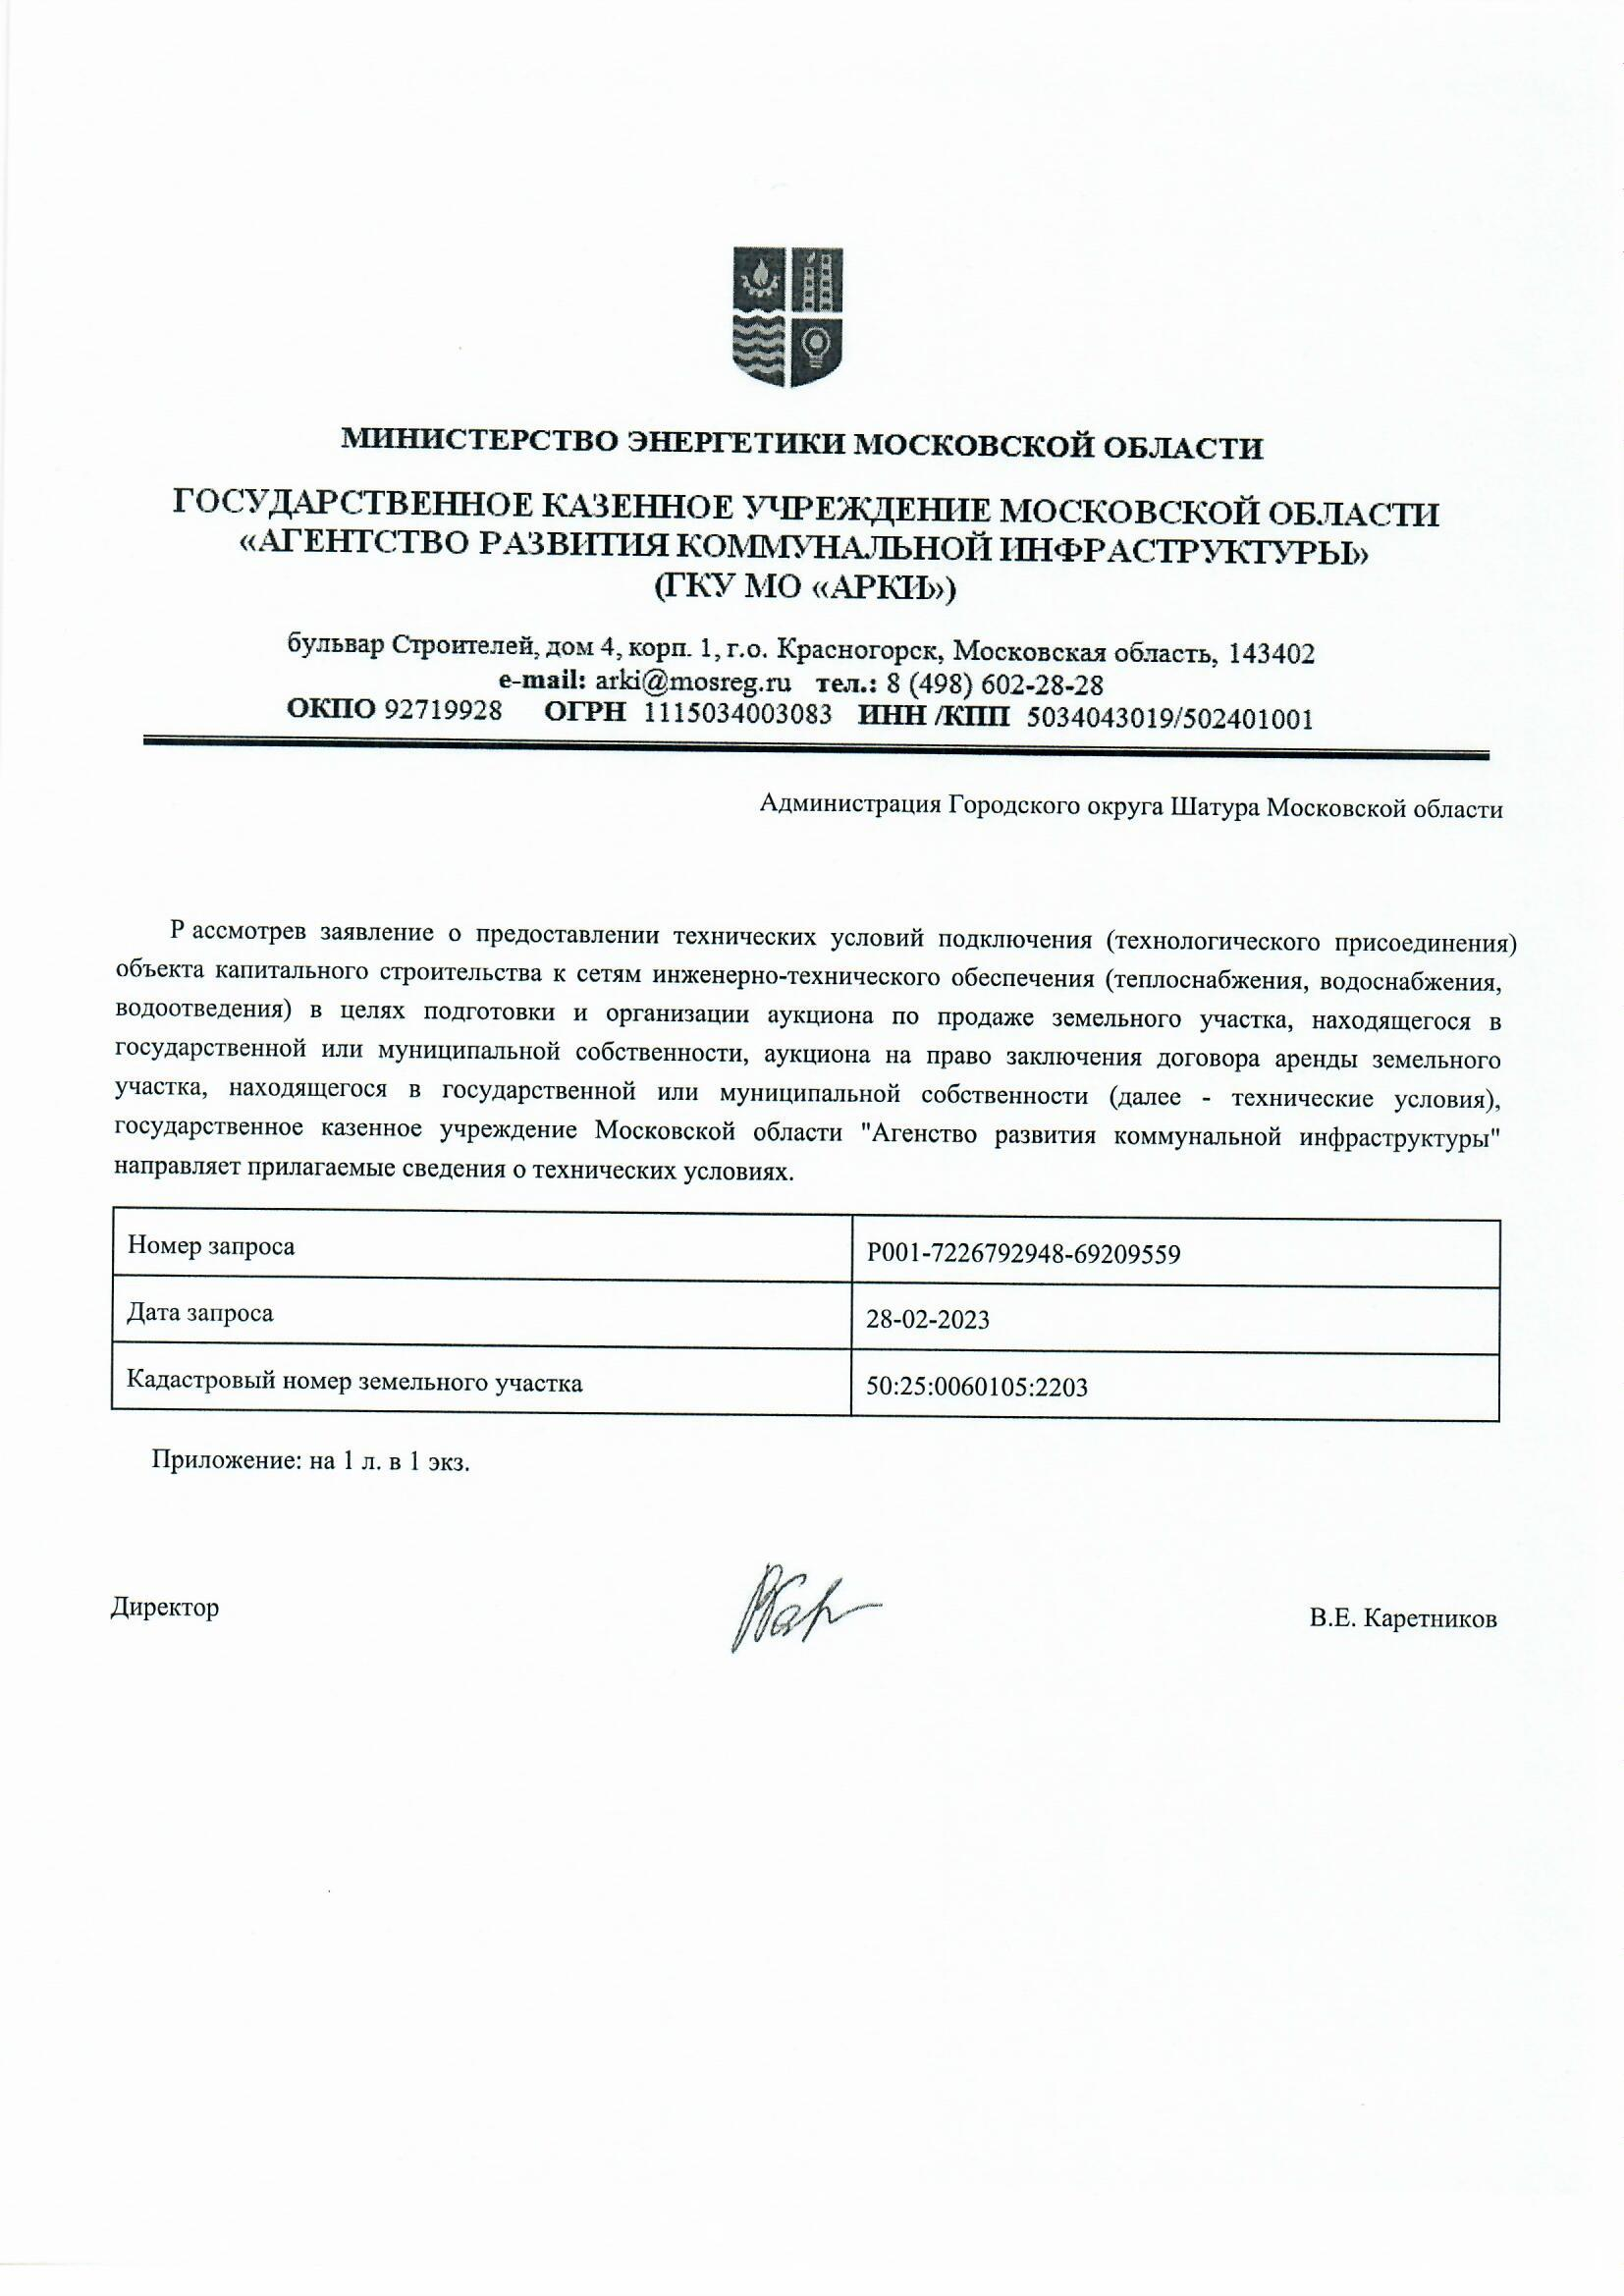 МИНИСТЕРСТВО ЭНЕРГЕТИКИ МОСКОВСКОЙ ОБЛАСТИ
ГОСУДАРСТВЕННОЕ КАЗЕННОЕ УЧРЕЖДЕНИЕ МОСКОВСКОЙ ОБЛАСТИ
«АГЕНТСТВО РАЗВИТИЯ КОММУНАЛЬНОЙ ИНФРАСТРУКТУРЫ»
(ГКУ МО «АРКИ»)
бульвар Строителей, дом 4, корп. 1, г.о. Красногорск, Московская область, 143402
e-mail: arki@mosreg.ru тел.: 8 (498) 602-28-28
ОКПО 92719928 ОГРН 1115034003083 ИНН /КПП 5034043019/502401001
Администрация Городского округа Шатура Московской области
Р ассмотрев заявление о предоставлении технических условий подключения (технологического присоединения)
объекта капитального строительства к сетям инженерно-технического обеспечения (теплоснабжения, водоснабжения,
водоотведения) в целях подготовки и организации аукциона по продаже земельного участка, находящегося в
государственной или муниципальной собственности, аукциона на право заключения договора аренды земельного
участка, находящегося в государственной или муниципальной собственности (далее - технические условия),
государственное казенное учреждение Московской области "Агенство развития коммунальной инфраструктуры"
направляет прилагаемые сведения о технических условиях.
Номер запроса Р001-7226792948-69209559
Дата запроса 28-02-2023
Кадастровый номер земельного участка 50:25:0060105:2203
Приложение: на 1 л. в 1 экз.
Директор В.Е. Каретников